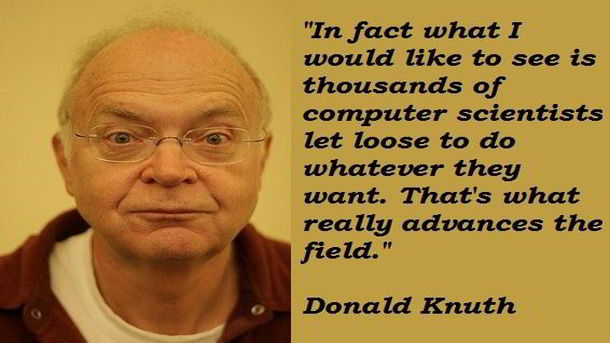 "In fact what I
would like to see is
thousands of
computer scientists
let loose to do
whatever they
want. That's what
really advances the
field."
Donald Knuth